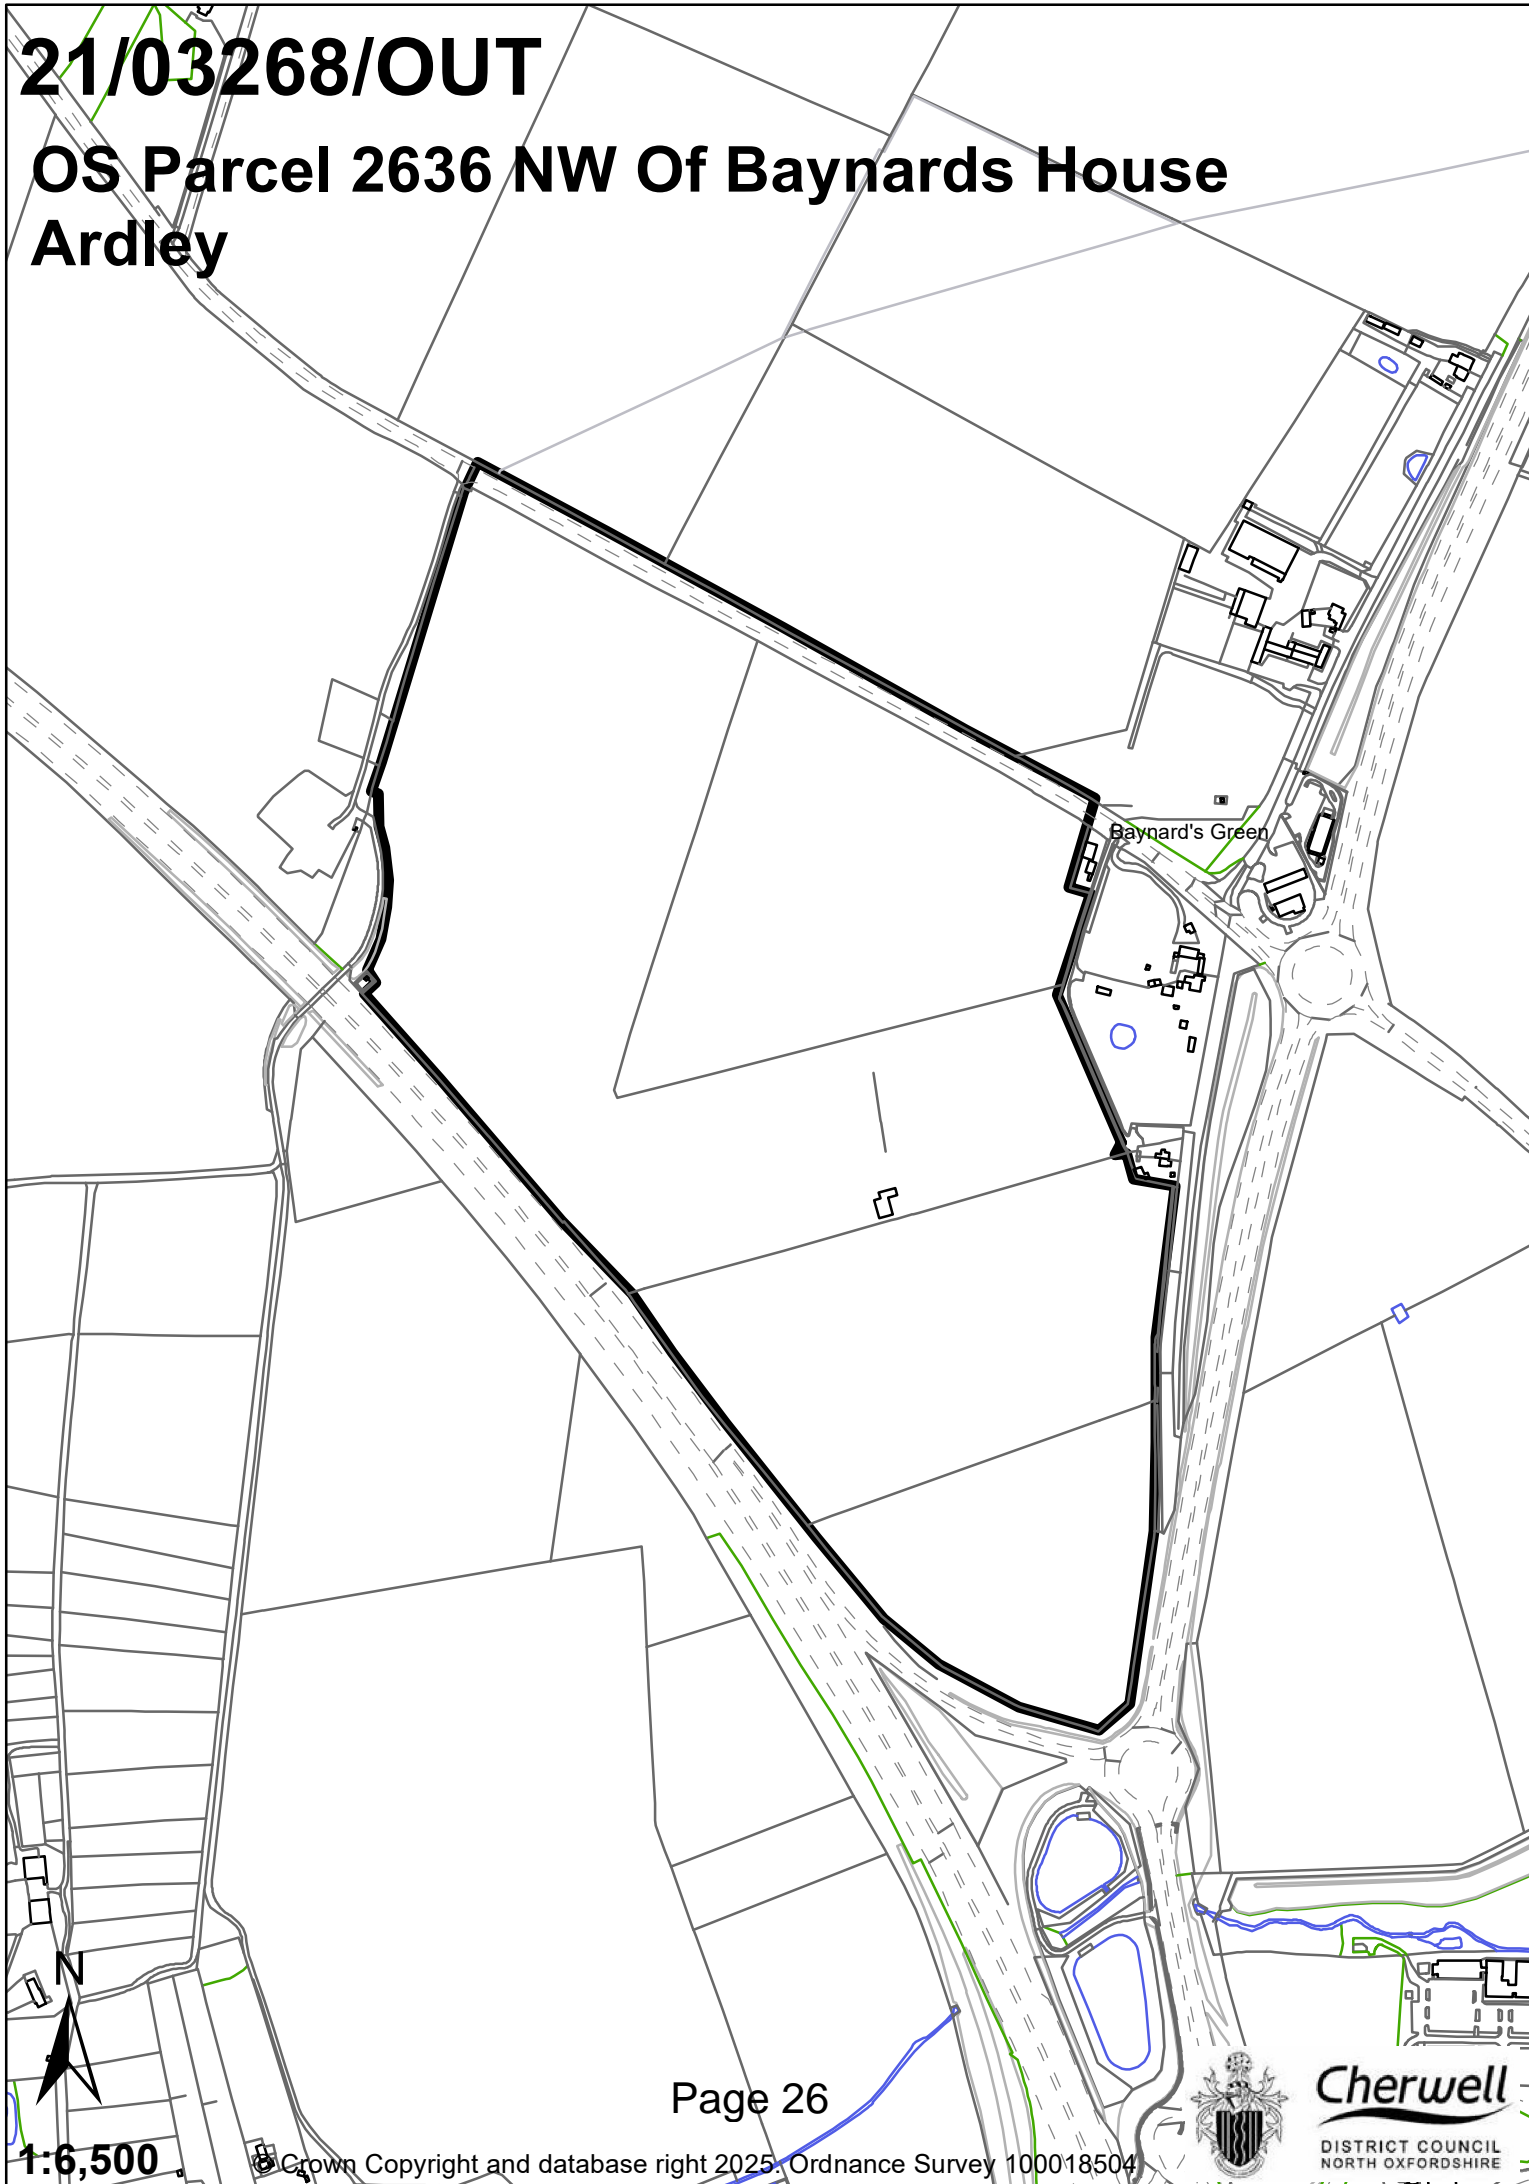 21/03268/OUT
OS Parcel 2636 NW Of Baynards House
Ardley
Baynard's Green
N
Page 26
1:6,500
© Crown Copyright and database right 2025. Ordnance Survey 100018504
Cherwell
DISTRICT COUNCIL
NORTH OXFORDSHIRE